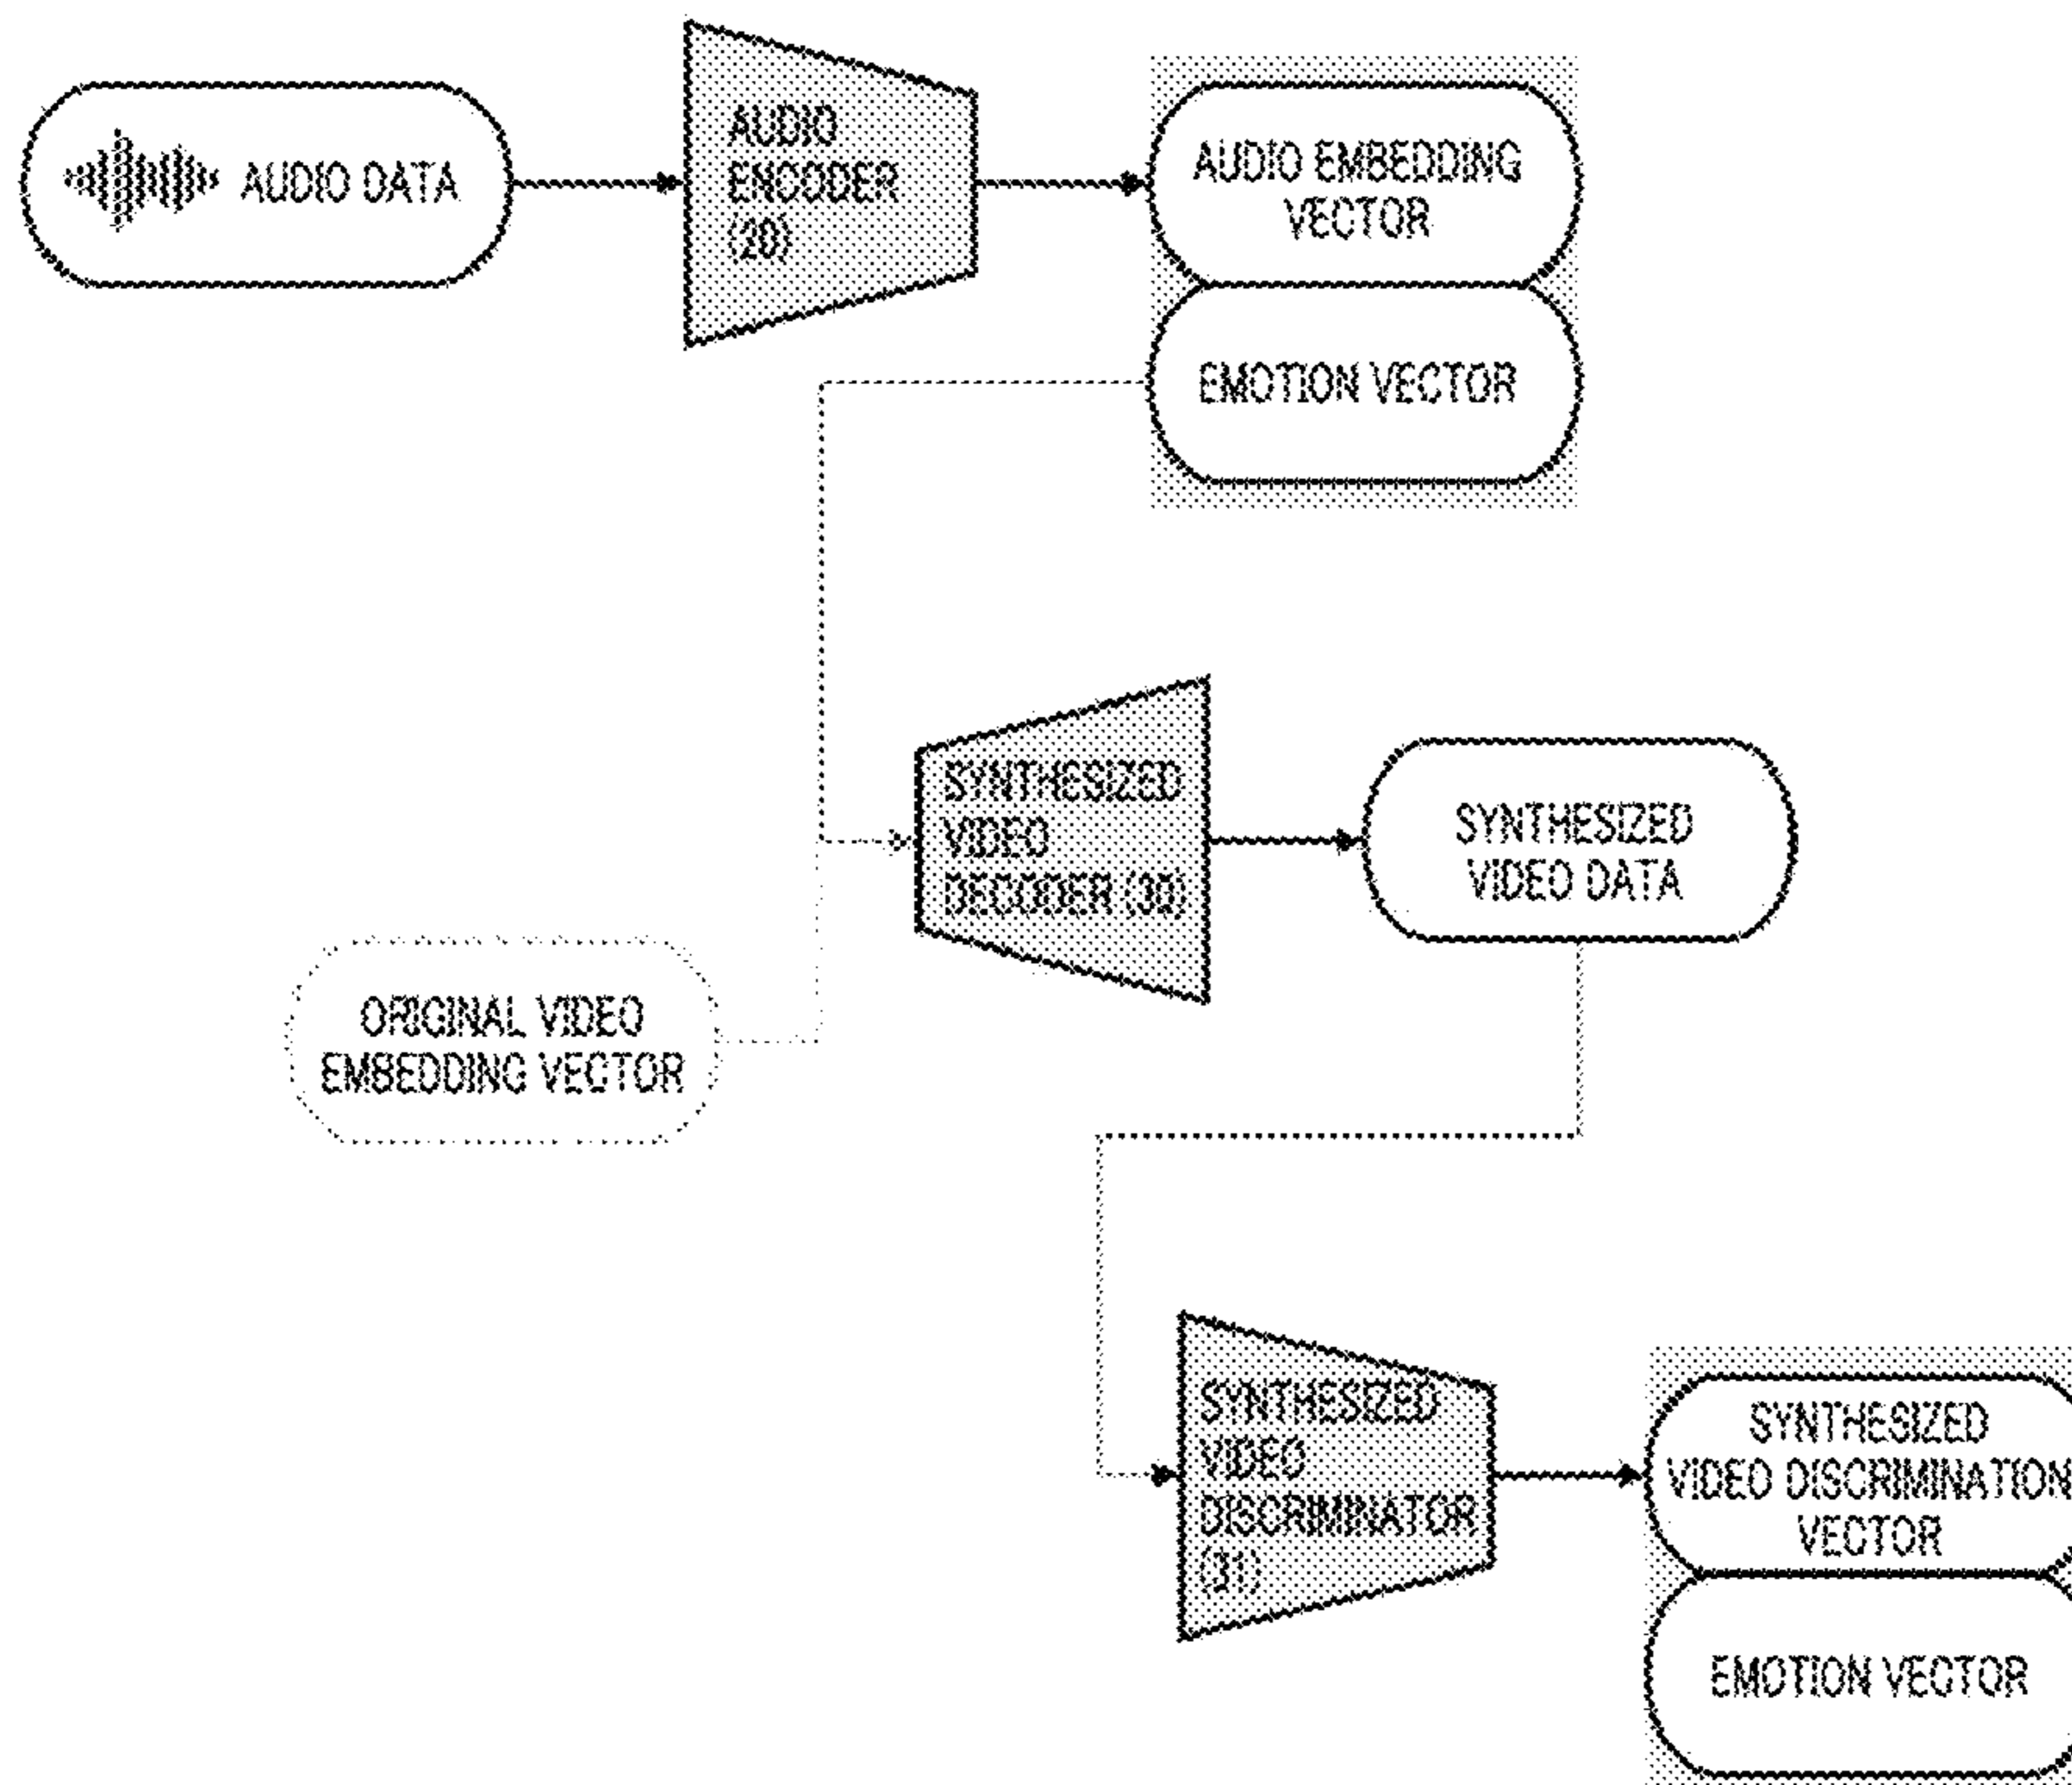 AUDIO DATA
AUDIO
ENCODER
(20)
AUDIO EMBEDDING
VECTOR
EMOTION VECTOR
SYNTHESIZED
VIDEO
DECODER (30)
SYNTHESIZED
VIDEO DATA
ORIGINAL VIDEO
EMBEDDING VECTOR
SYNTHESIZED
VIDEO
DISCRIMINATOR
(31)
SYNTHESIZED
VIDEO DISCRIMINATION
VECTOR
EMOTION VECTOR